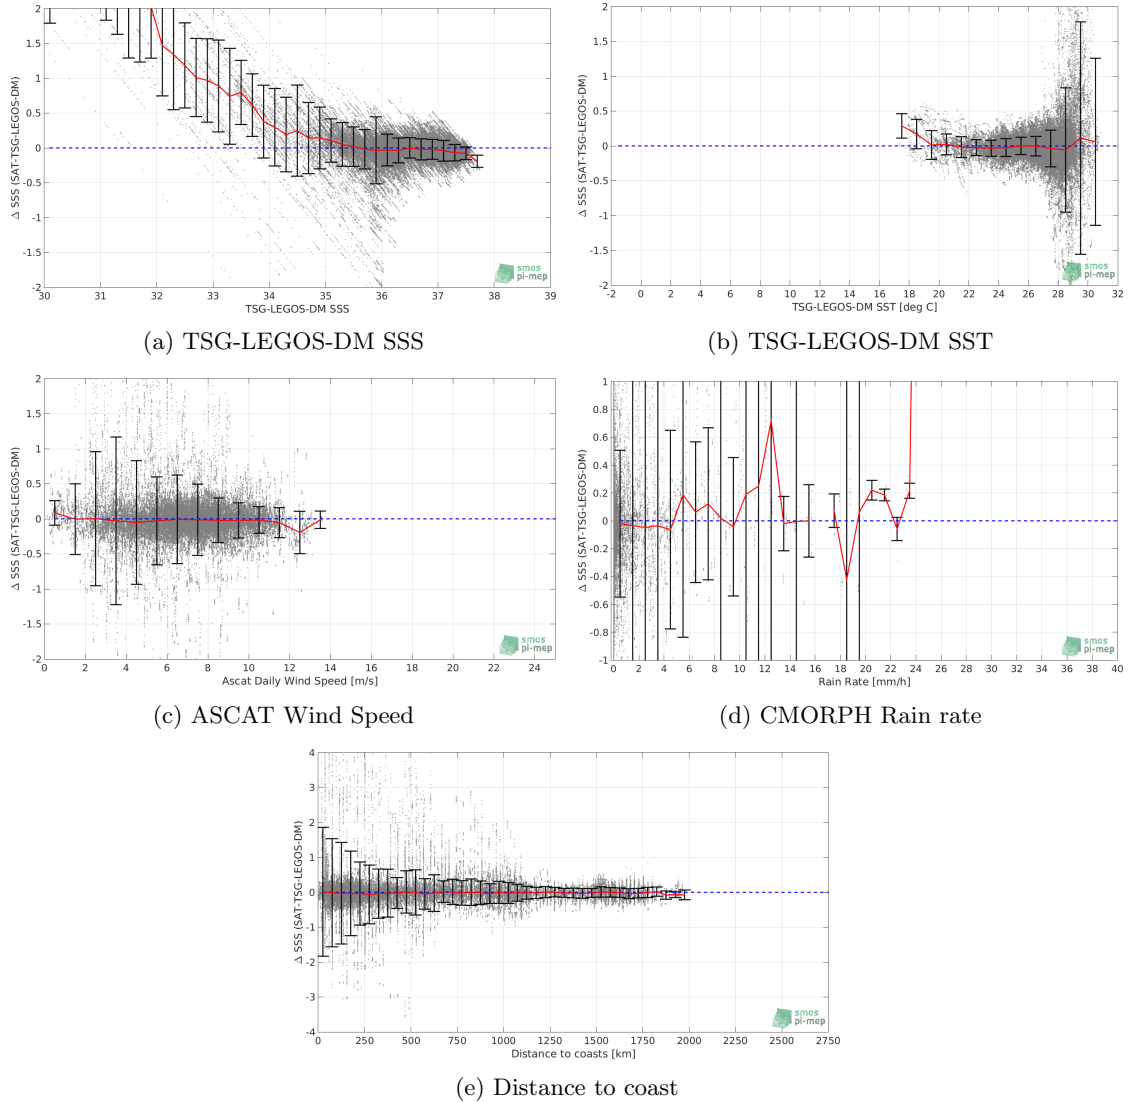 2
1.5
1
0.5
0
-0.5
-1
-1.5
-2
Δ SSS (SAT-TSG-LEGOS-DM)
30 31 32 33 34 35 36 37 38 39
TSG-LEGOS-DM SSS
smos
pi-mep
(a) TSG-LEGOS-DM SSS
2
1.5
1
0.5
0
-0.5
-1
-1.5
-2
Δ SSS (SAT-TSG-LEGOS-DM)
-2 0 2 4 6 8 10 12 14 16 18 20 22 24 26 28 30 32
TSG-LEGOS-DM SST [deg C]
smos
pi-mep
(b) TSG-LEGOS-DM SST
2
1.5
1
0.5
0
-0.5
-1
-1.5
-2
Δ SSS (SAT-TSG-LEGOS-DM)
0 2 4 6 8 10 12 14 16 18 20 22 24
Ascat Daily Wind Speed [m/s]
smos
pi-mep
(c) ASCAT Wind Speed
1
0.8
0.6
0.4
0.2
0
-0.2
-0.4
-0.6
-0.8
-1
Δ SSS (SAT-TSG-LEGOS-DM)
0 2 4 6 8 10 12 14 16 18 20 22 24 26 28 30 32 34 36 38 40
Rain Rate [mm/h]
smos
pi-mep
(d) CMORPH Rain rate
4
3
2
1
0
-1
-2
-3
-4
Δ SSS (SAT-TSG-LEGOS-DM)
0 250 500 750 1000 1250 1500 1750 2000 2250 2500 2750
Distance to coasts [km]
smos
pi-mep
(e) Distance to coast